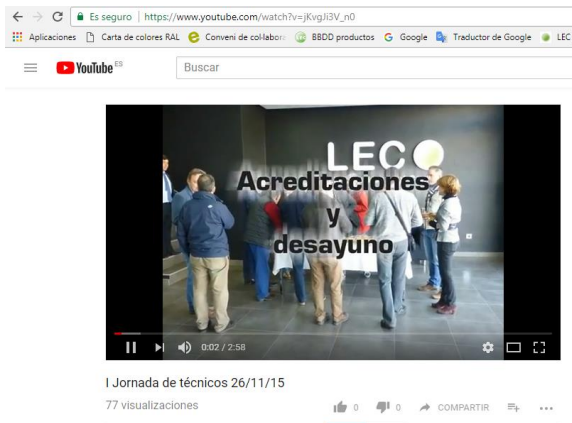 Es seguro | https://www.youtube.com/watch?v=jKvgJi3V_n0
Aplicaciones Carta de colores RAL Conveni de col·labora BBDD productos Google Traductor de Google LEC
YouTube ES
Buscar
LECO
Acreditaciones
y
desayuno
0:02 / 2:58
I Jornada de técnicos 26/11/15
77 visualizaciones
0 0 COMPARTIR